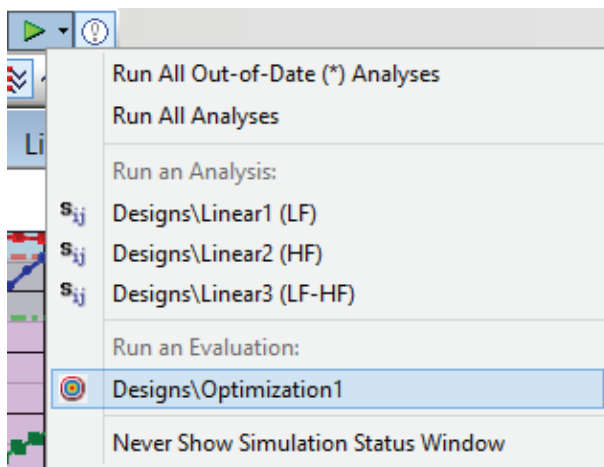 Run All Out-of-Date (*) Analyses
Run All Analyses
Li
Run an Analysis:
Sij Designs\Linear1 (LF)
Sij Designs\Linear2 (HF)
Sij Designs\Linear3 (LF-HF)
Run an Evaluation:
Designs\Optimization1
Never Show Simulation Status Window